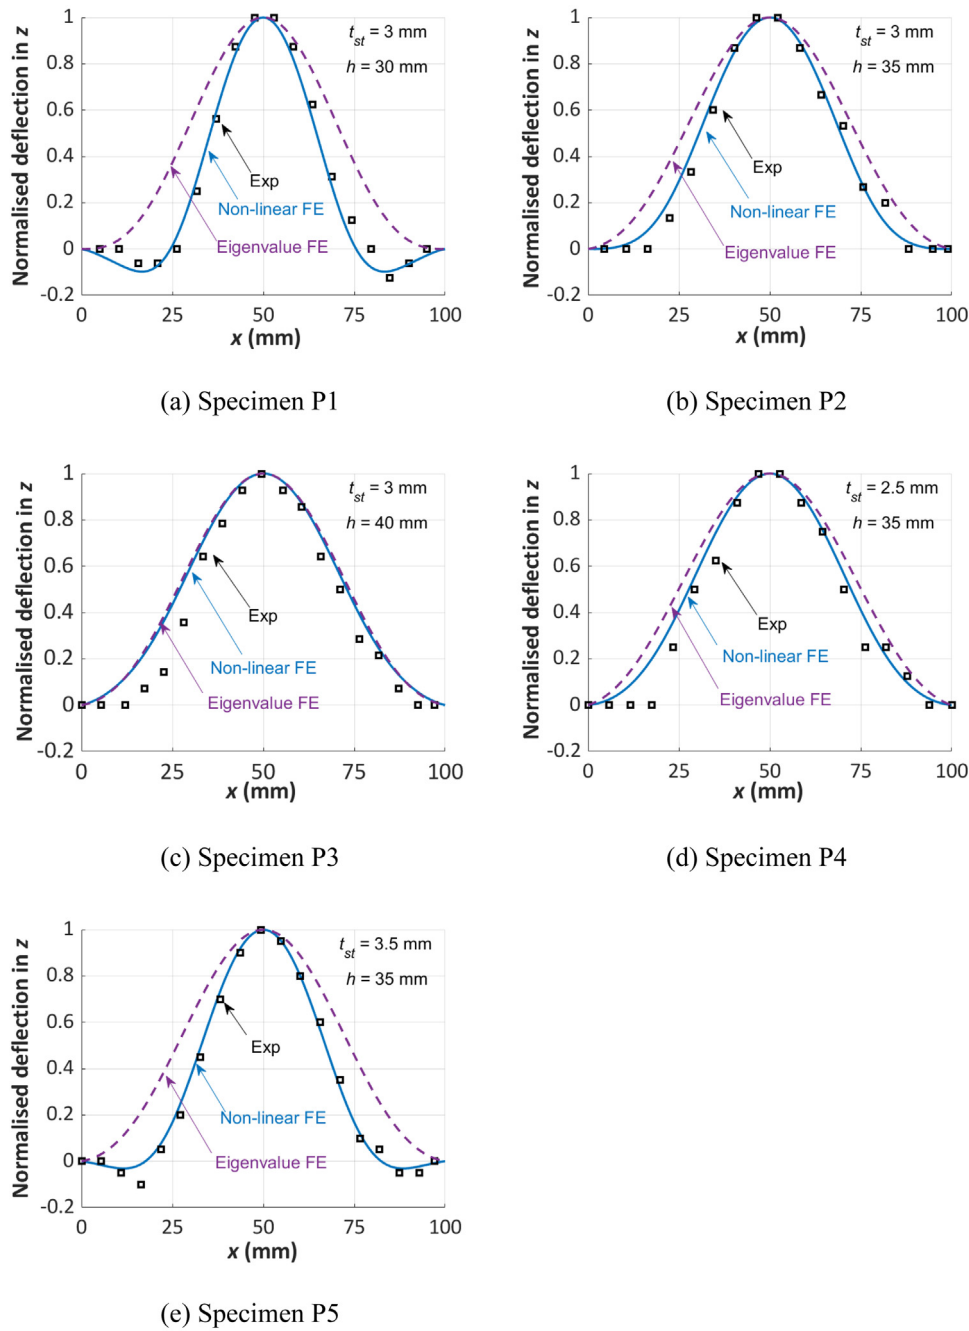 Normalised deflection in z
1
0.8
0.6
0.4
0.2
0
-0.2
t_st = 3 mm
h = 30 mm
Exp
Non-linear FE
Eigenvalue FE
0 25 50 75 100
x (mm)
(a) Specimen P1
Normalised deflection in z
1
0.8
0.6
0.4
0.2
0
-0.2
t_st = 3 mm
h = 35 mm
Exp
Non-linear FE
Eigenvalue FE
0 25 50 75 100
x (mm)
(b) Specimen P2
Normalised deflection in z
1
0.8
0.6
0.4
0.2
0
-0.2
t_st = 3 mm
h = 40 mm
Exp
Non-linear FE
Eigenvalue FE
0 25 50 75 100
x (mm)
(c) Specimen P3
Normalised deflection in z
1
0.8
0.6
0.4
0.2
0
-0.2
t_st = 2.5 mm
h = 35 mm
Exp
Non-linear FE
Eigenvalue FE
0 25 50 75 100
x (mm)
(d) Specimen P4
Normalised deflection in z
1
0.8
0.6
0.4
0.2
0
-0.2
t_st = 3.5 mm
h = 35 mm
Exp
Non-linear FE
Eigenvalue FE
0 25 50 75 100
x (mm)
(e) Specimen P5